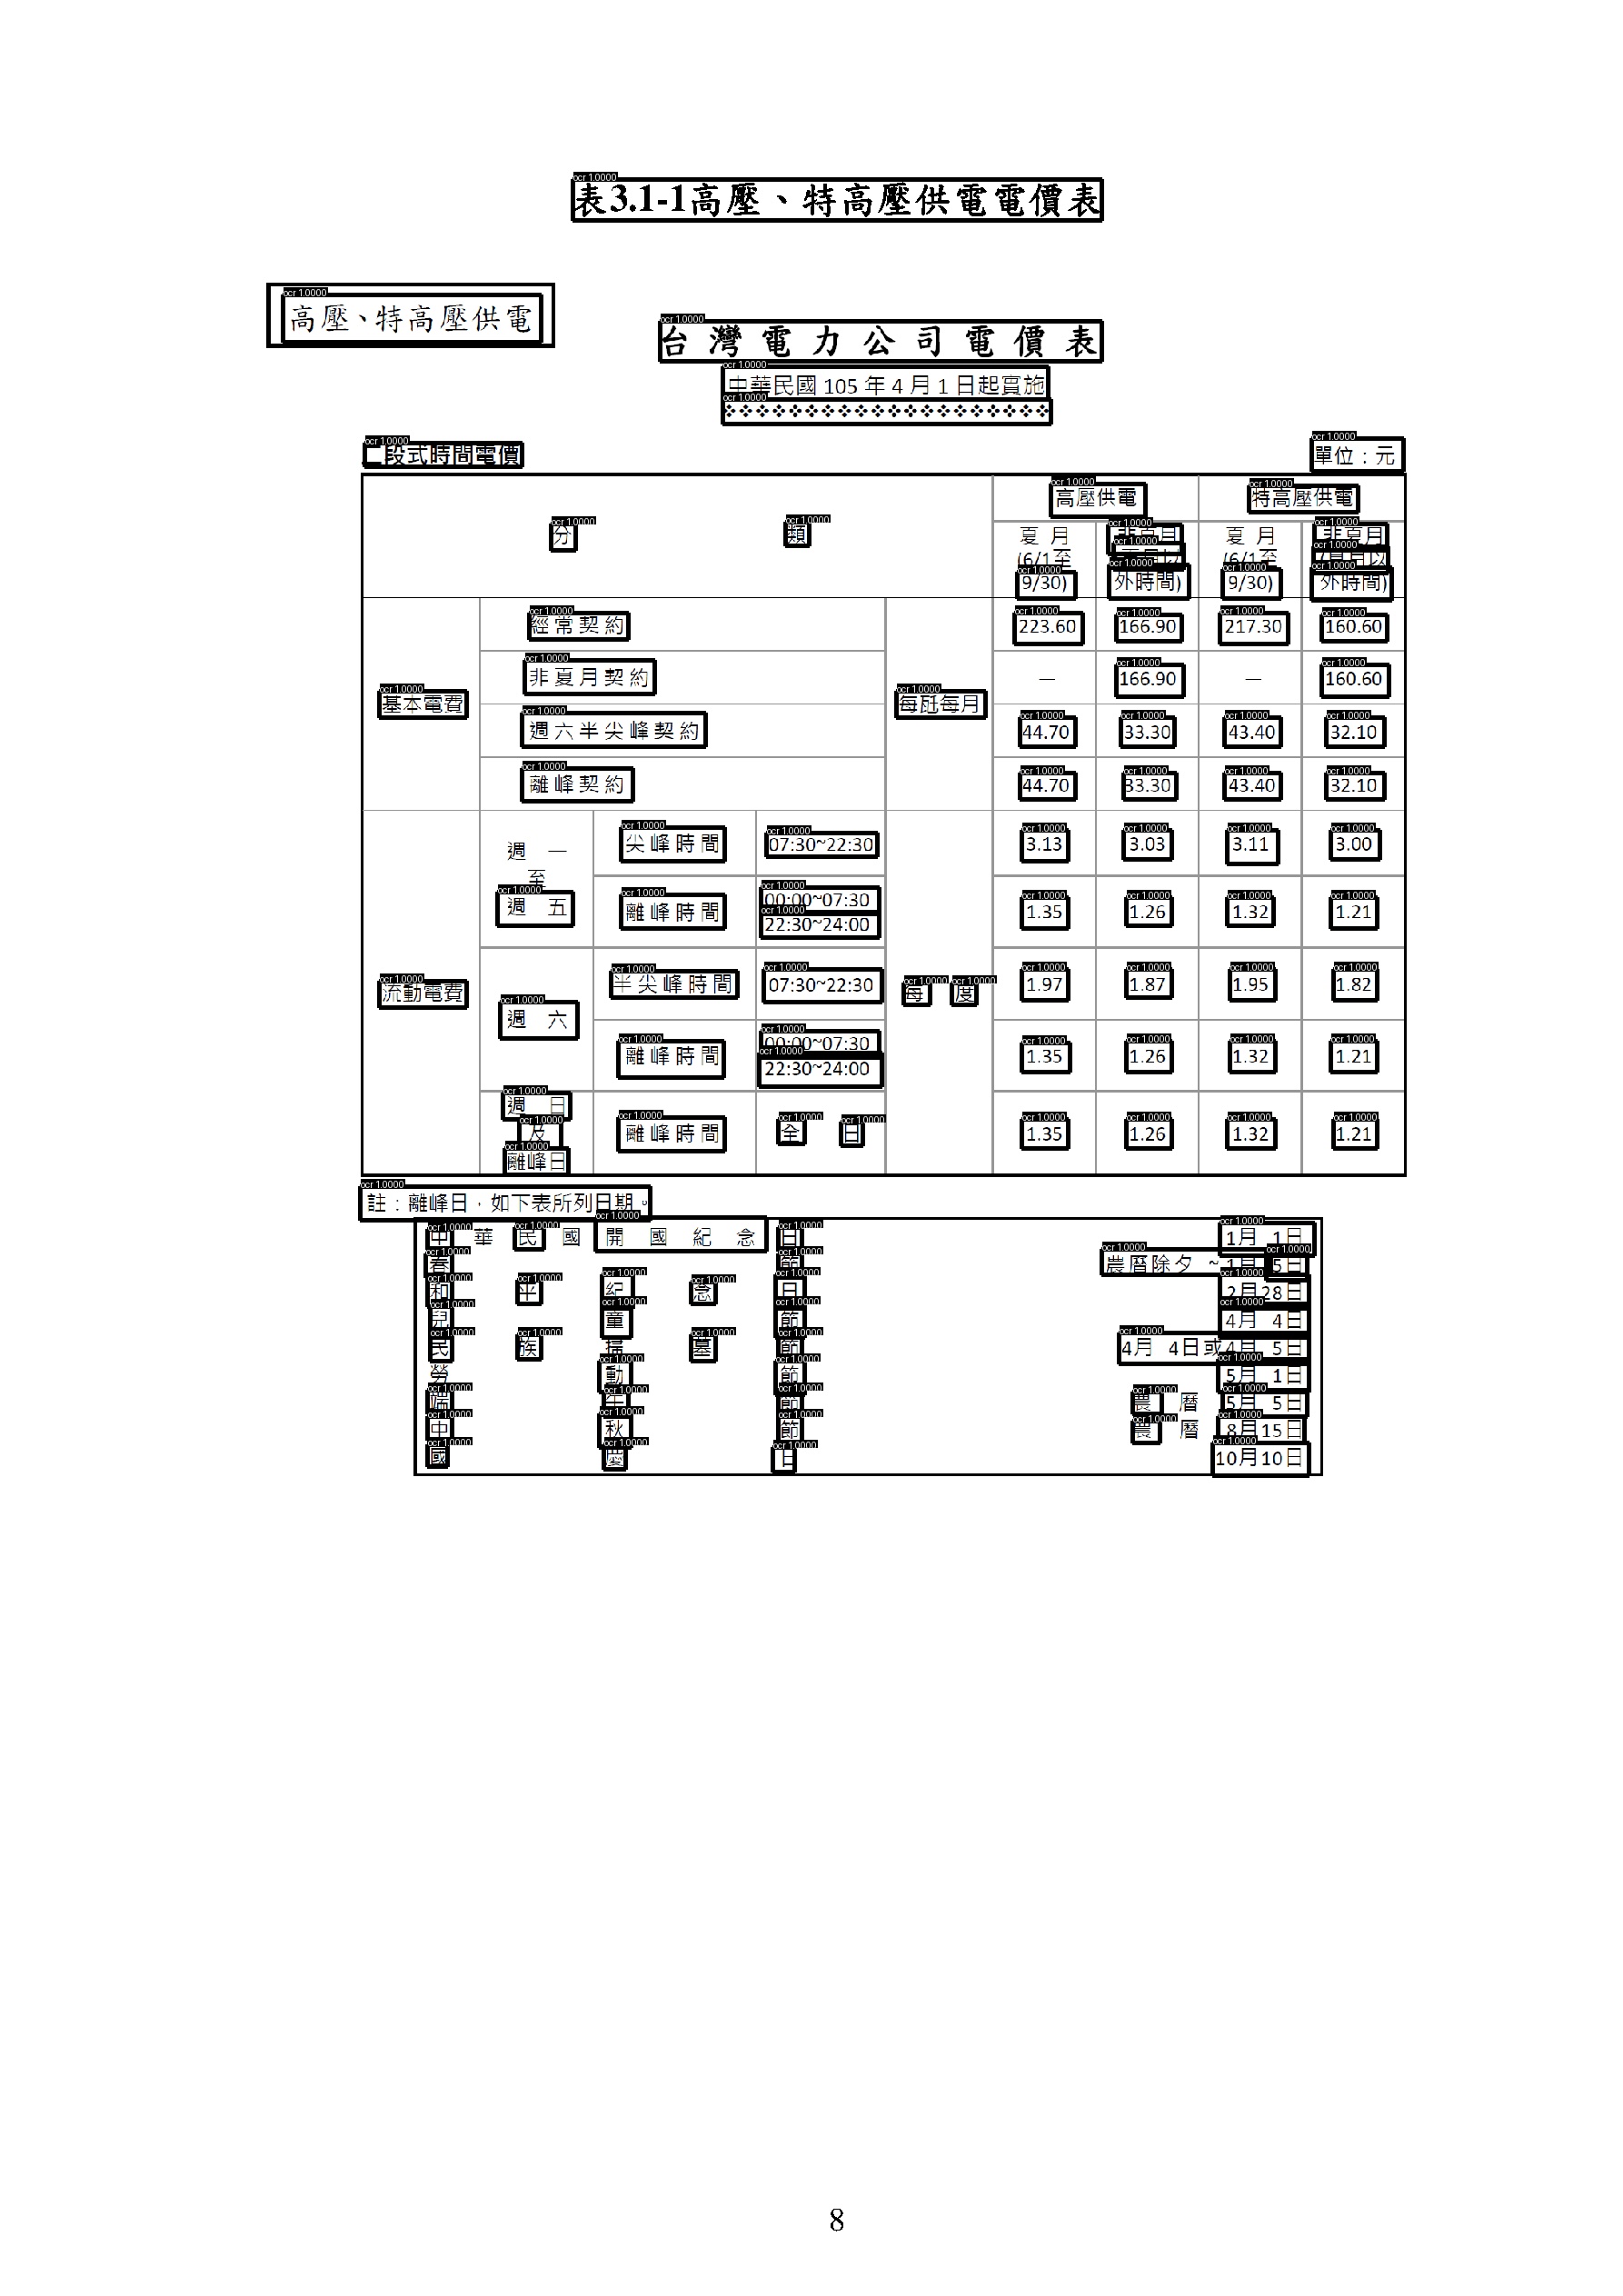 表3.1-1高壓、特高壓供電電價表
高壓、特高壓供電
台灣電力公司電價表
中華民國 105 年 4 月 1 日起實施
❖❖❖❖❖❖❖❖❖❖❖❖❖❖❖❖❖❖❖❖
二段式時間電價 單位：元
分 類 高壓供電 特高壓供電
夏 月 非夏月 夏 月 非夏月
(6/1至 (夏月以 (6/1至 (夏月以
9/30) 外時間) 9/30) 外時間)
經常契約 223.60 166.90 217.30 160.60
非夏月契約 — 166.90 — 160.60
基本電費 每瓩每月
週六半尖峰契約 44.70 33.30 43.40 32.10
離峰契約 44.70 33.30 43.40 32.10
週 一 尖峰時間 07:30~22:30 3.13 3.03 3.11 3.00
至
週 五 離峰時間 00:00~07:30 1.35 1.26 1.32 1.21
22:30~24:00
流動電費 半尖峰時間 07:30~22:30 每 度 1.97 1.87 1.95 1.82
週 六
離峰時間 00:00~07:30 1.35 1.26 1.32 1.21
22:30~24:00
週 日
及 離峰時間 全 日 1.35 1.26 1.32 1.21
離峰日
註：離峰日，如下表所列日期。
中華民國開國紀念日 1月 1日
春 節 農曆除夕 ~ 1月 5日
和 平 紀 念 日 2月28日
兒 童 節 4月 4日
民 族 掃 墓 節 4月 4日或4月 5日
勞 動 節 5月 1日
端 午 節 農 曆 5月 5日
中 秋 節 農 曆 8月15日
國 慶 日 10月10日
8